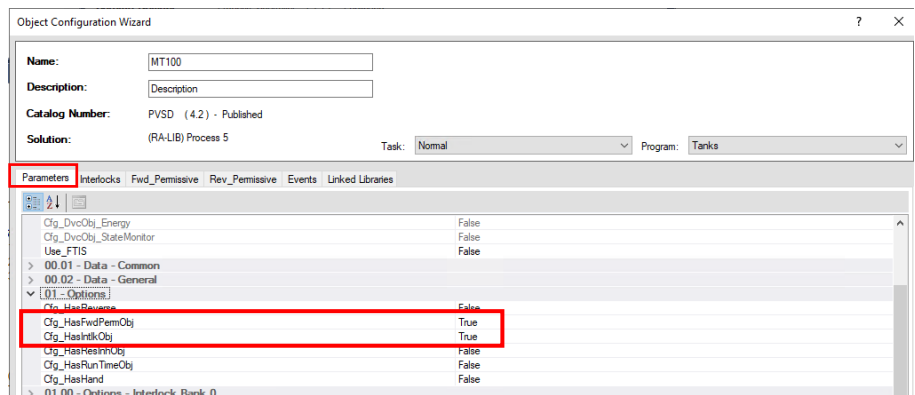 Object Configuration Wizard ? ×
Name: MT100
Description: Description
Catalog Number: PVSD ( 4.2 ) - Published
Solution: (RA-LIB) Process 5 Task: Normal Program: Tanks
Parameters Interlocks Fwd_Permissive Rev_Permissive Events Linked Libraries
Cfg_DvcObj_Energy False
Cfg_DvcObj_StateMonitor False
Use_FTIS False
00.01 - Data - Common
00.02 - Data - General
01 - Options
Cfg_HasReverse False
Cfg_HasFwdPermObj True
Cfg_HasIntlkObj True
Cfg_HasResInhObj False
Cfg_HasRunTimeObj False
Cfg_HasHand False
01.00 - Options - Interlock Bank 0